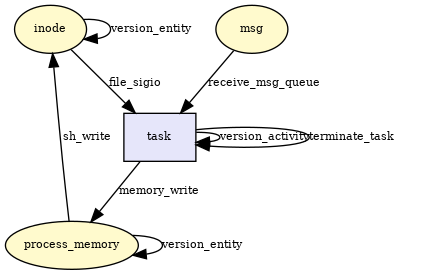 inode
msg
version_entity
file_sigio
receive_msg_queue
task
version_activity
terminate_task
sh_write
memory_write
process_memory
version_entity